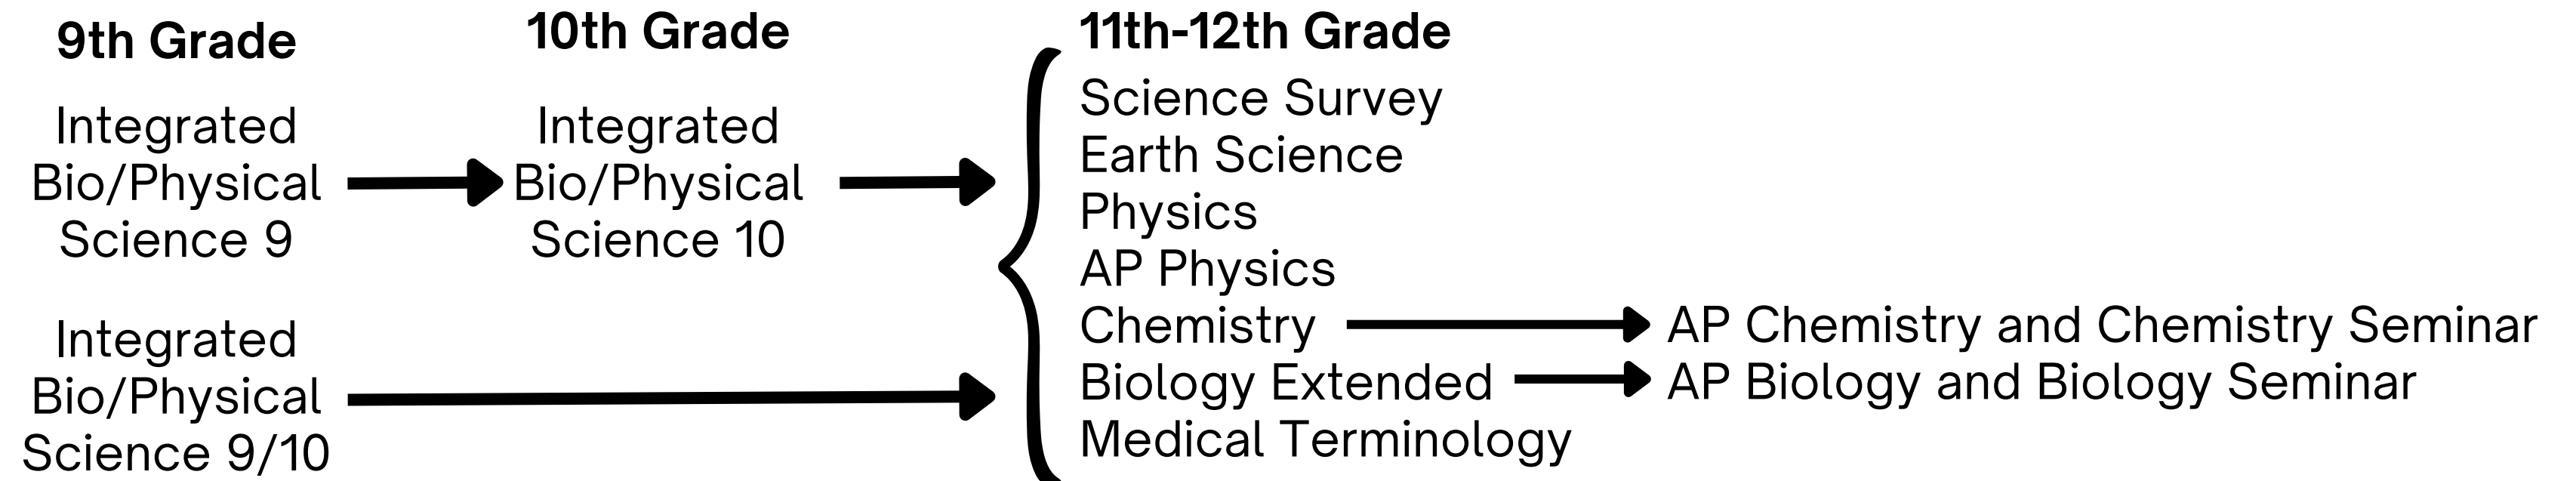 9th Grade
Integrated
Bio/Physical
Science 9
Integrated
Bio/Physical
Science 9/10
10th Grade
Integrated
Bio/Physical
Science 10
11th-12th Grade
Science Survey
Earth Science
Physics
AP Physics
Chemistry
AP Chemistry and Chemistry Seminar
Biology Extended
AP Biology and Biology Seminar
Medical Terminology